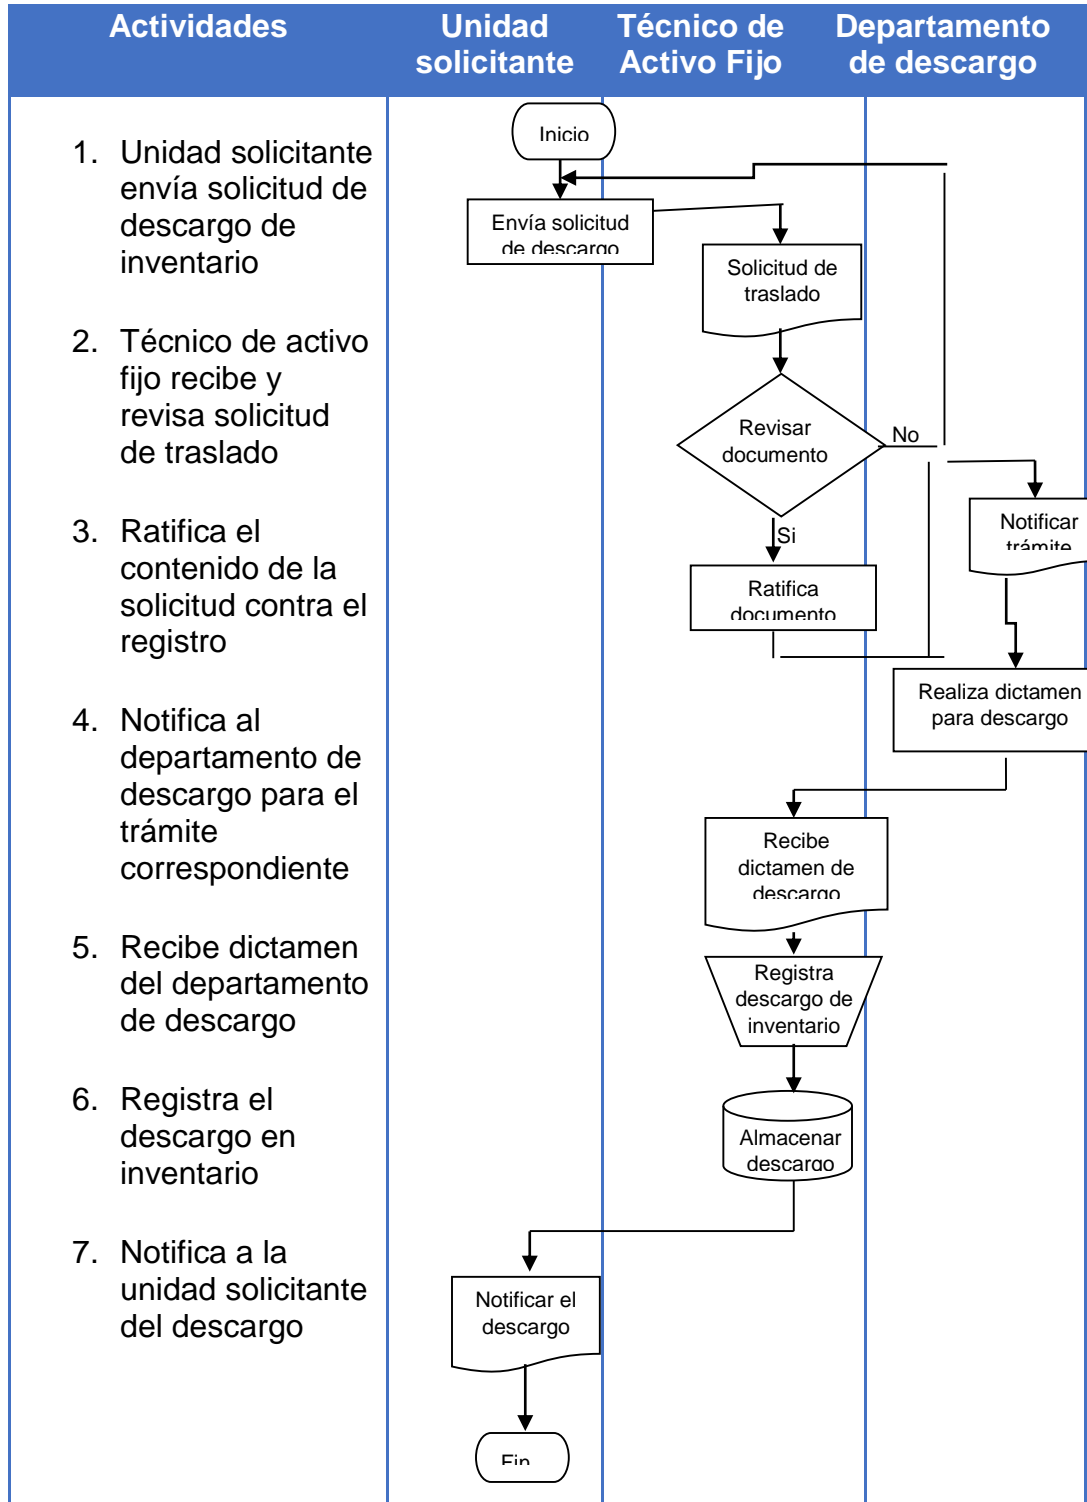 Actividades
Unidad
solicitante
Técnico de
Activo Fijo
Departamento
de descargo
1. Unidad solicitante
envía solicitud de
descargo de
inventario
2. Técnico de activo
fijo recibe y
revisa solicitud
de traslado
3. Ratifica el
contenido de la
solicitud contra el
registro
4. Notifica al
departamento de
descargo para el
trámite
correspondiente
5. Recibe dictamen
del departamento
de descargo
6. Registra el
descargo en
inventario
7. Notifica a la
unidad solicitante
del descargo
Inicio
Envía solicitud
de descargo
Solicitud de
traslado
Revisar
documento
No
Si
Notificar
trámite
Ratifica
documento
Realiza dictamen
para descargo
Recibe
dictamen de
descargo
Registra
descargo de
inventario
Almacenar
descargo
Notificar el
descargo
Fin